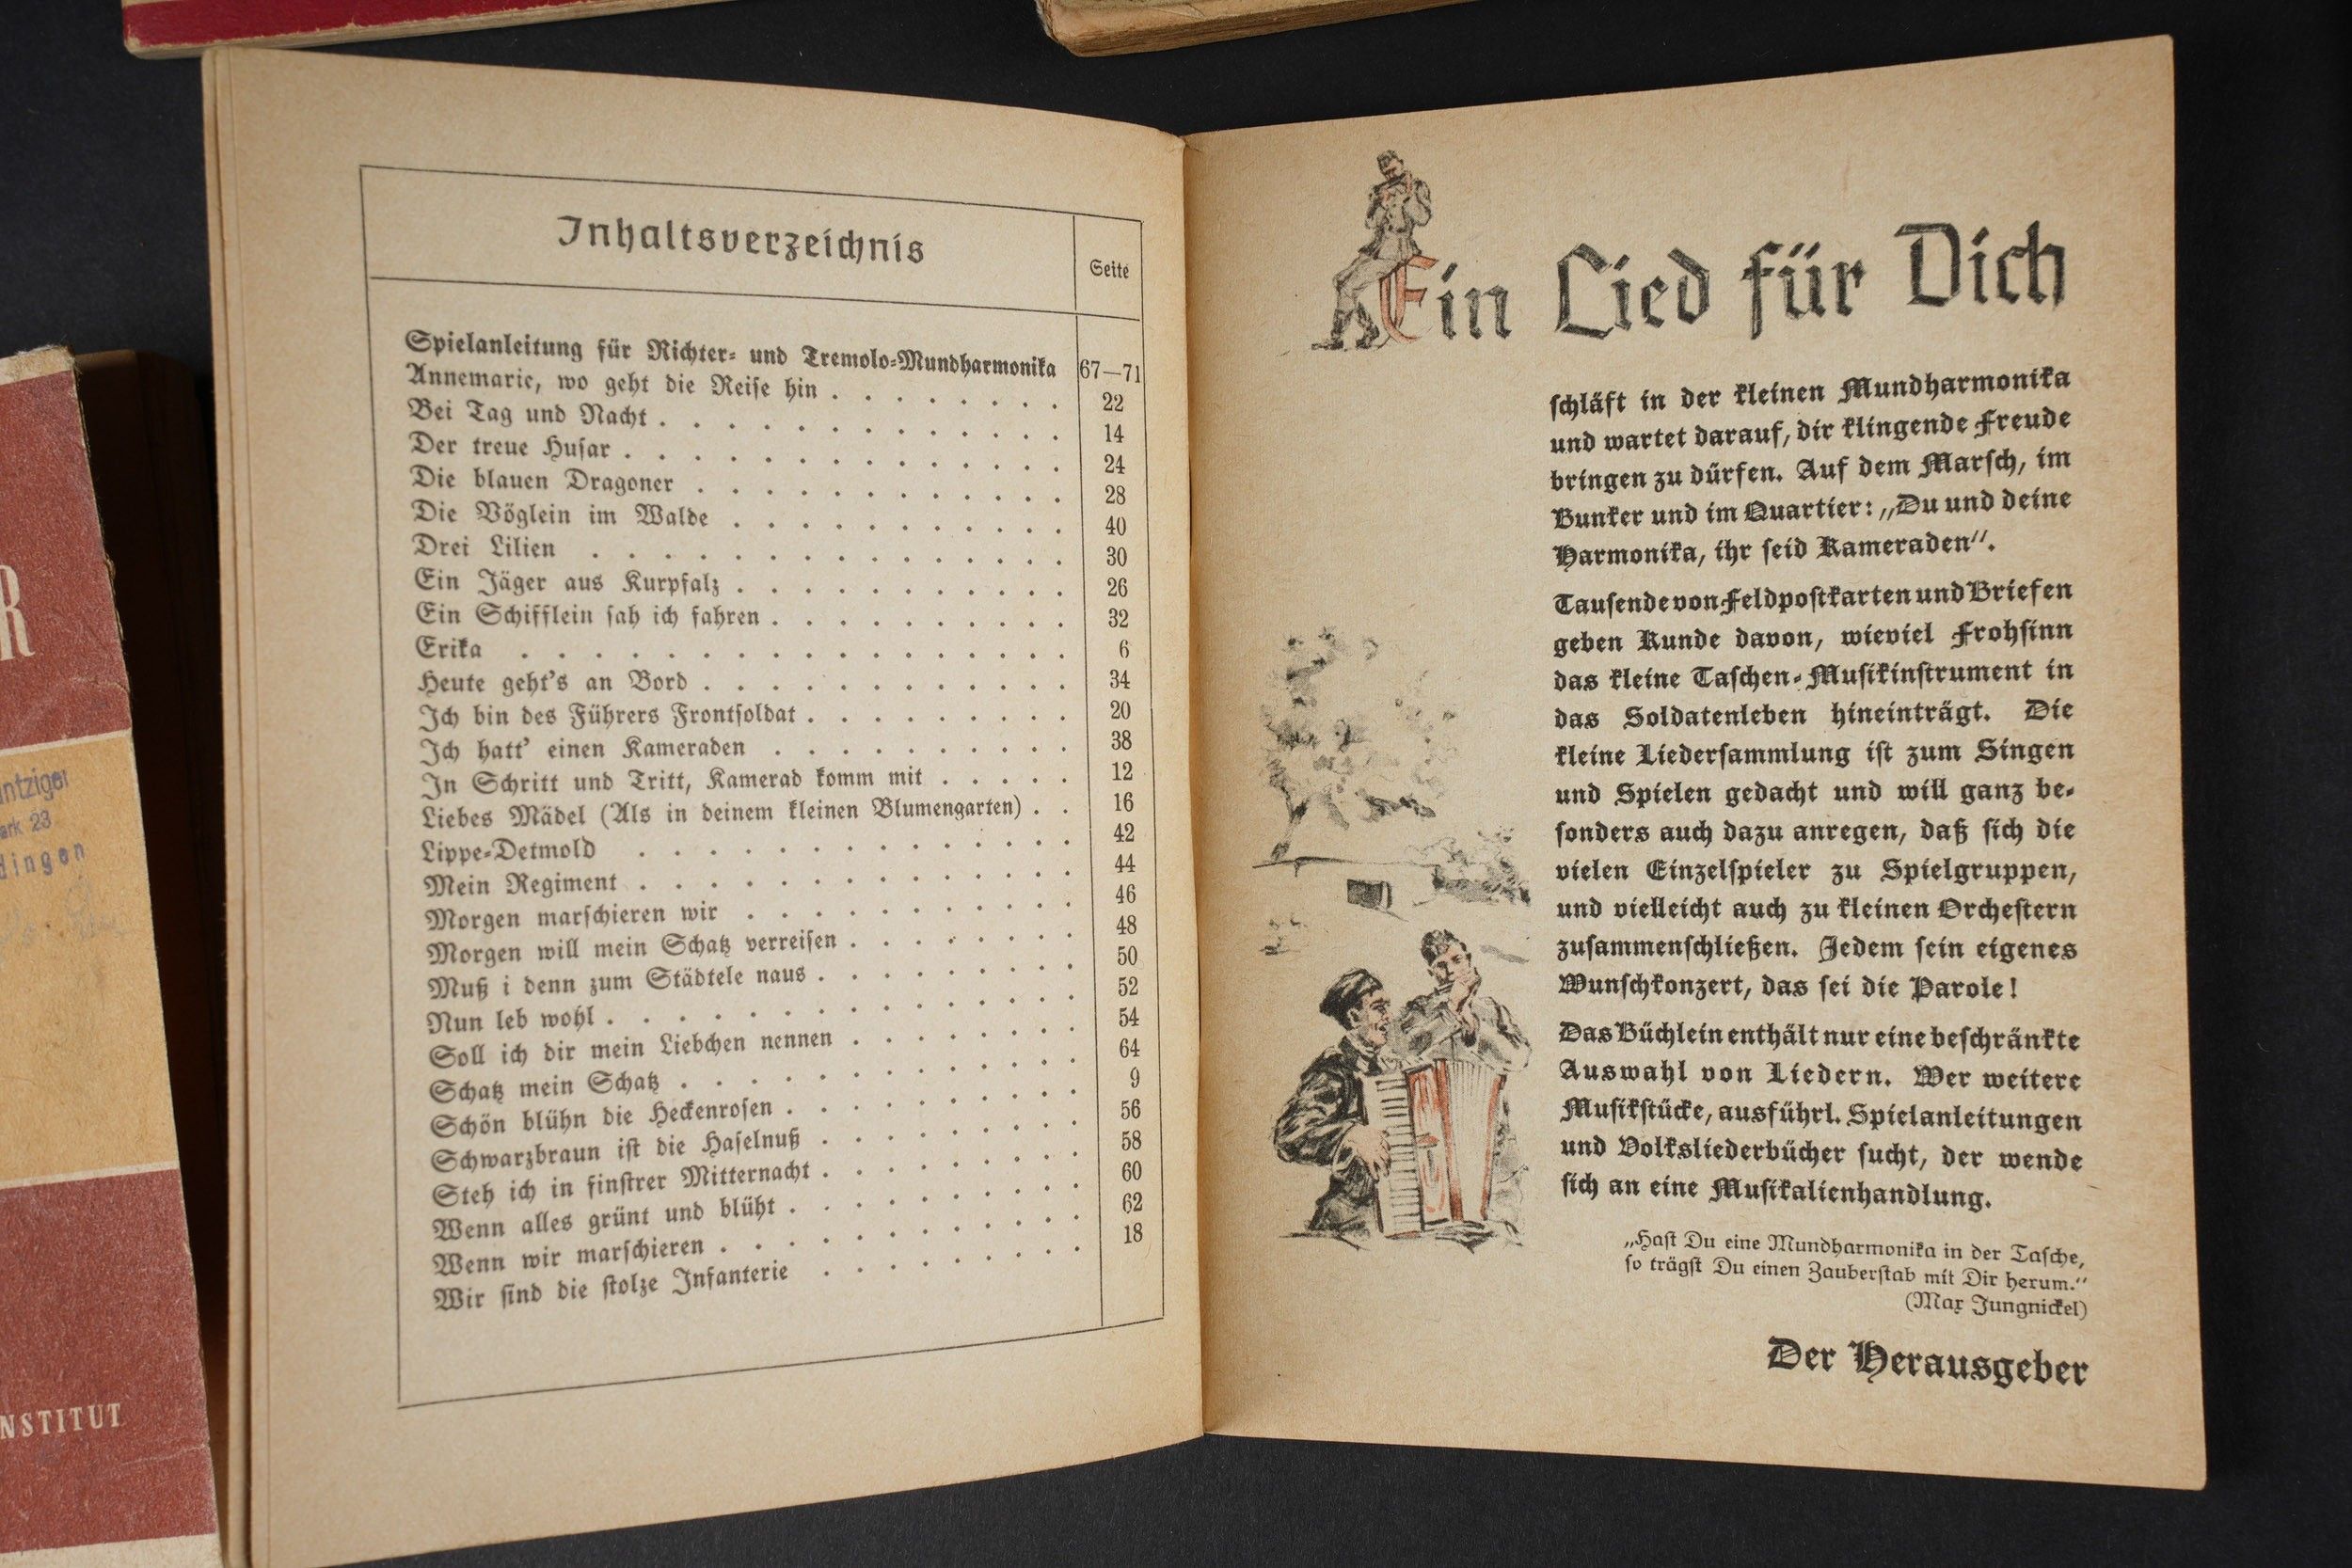 Inhaltsverzeichnis
Seite
Spielanleitung für Richter- und Tremolo-Mundharmonika 67—71
Annemarie, wo geht die Reise hin . . . . . . . 22
Bei Tag und Nacht . . . . . . . . . . . . 14
Der treue Husar . . . . . . . . . . . . . 24
Die blauen Dragoner . . . . . . . . . . . 28
Die Vöglein im Walde . . . . . . . . . . 40
Drei Lilien . . . . . . . . . . . . . . 30
Ein Jäger aus Kurpfalz . . . . . . . . . . 26
Ein Schifflein sah ich fahren . . . . . . . . . 32
Erika . . . . . . . . . . . . . . . . 6
Heute geht's an Bord . . . . . . . . . . . 34
Ich bin des Führers Frontsoldat . . . . . . . . 20
Ich hatt' einen Kameraden . . . . . . . . . 38
In Schritt und Tritt, Kamerad komm mit . . . . . 12
Liebes Mädel (Als in deinem kleinen Blumengarten) . . 16
Lippe-Detmold . . . . . . . . . . . . . 42
Mein Regiment . . . . . . . . . . . . . 44
Morgen marschieren wir . . . . . . . . . . 46
Morgen will mein Schatz verreisen . . . . . . . 48
Muß i denn zum Städtele naus . . . . . . . . 50
Nun leb wohl . . . . . . . . . . . . . . 52
Soll ich dir mein Liebchen nennen . . . . . . . 54
Schatz mein Schatz . . . . . . . . . . . . 64
Schön blühn die Heckenrosen . . . . . . . . . 9
Schwarzbraun ist die Haselnuß . . . . . . . . 56
Steh ich in finstrer Mitternacht . . . . . . . . 58
Wenn alles grünt und blüht . . . . . . . . . 60
Wenn wir marschieren . . . . . . . . . . . 62
Wir sind die stolze Infanterie . . . . . . . . 18
Ein Lied für Dich
schläft in der kleinen Mundharmonika
und wartet darauf, dir klingende Freude
bringen zu dürfen. Auf dem Marsch, im
Bunker und im Quartier: „Du und deine
Harmonika, ihr seid Kameraden“.
Tausende von Feldpostkarten und Briefen
geben Kunde davon, wieviel Frohsinn
das kleine Taschen-Musikinstrument in
das Soldatenleben hineinträgt. Die
kleine Liedersammlung ist zum Singen
und Spielen gedacht und will ganz be-
sonders auch dazu anregen, daß sich die
vielen Einzelspieler zu Spielgruppen,
und vielleicht auch zu kleinen Orchestern
zusammenschließen. Jedem sein eigenes
Wunschkonzert, das sei die Parole!
Das Büchlein enthält nur eine beschränkte
Auswahl von Liedern. Wer weitere
Musikstücke, ausführl. Spielanleitungen
und Volksliederbücher sucht, der wende
sich an eine Musikalienhandlung.
„Hast Du eine Mundharmonika in der Tasche,
so trägst Du einen Zauberstab mit Dir herum.“
(Max Jungnickel)
Der Herausgeber
R
ntziger
ark 23
dingen
NSTITUT